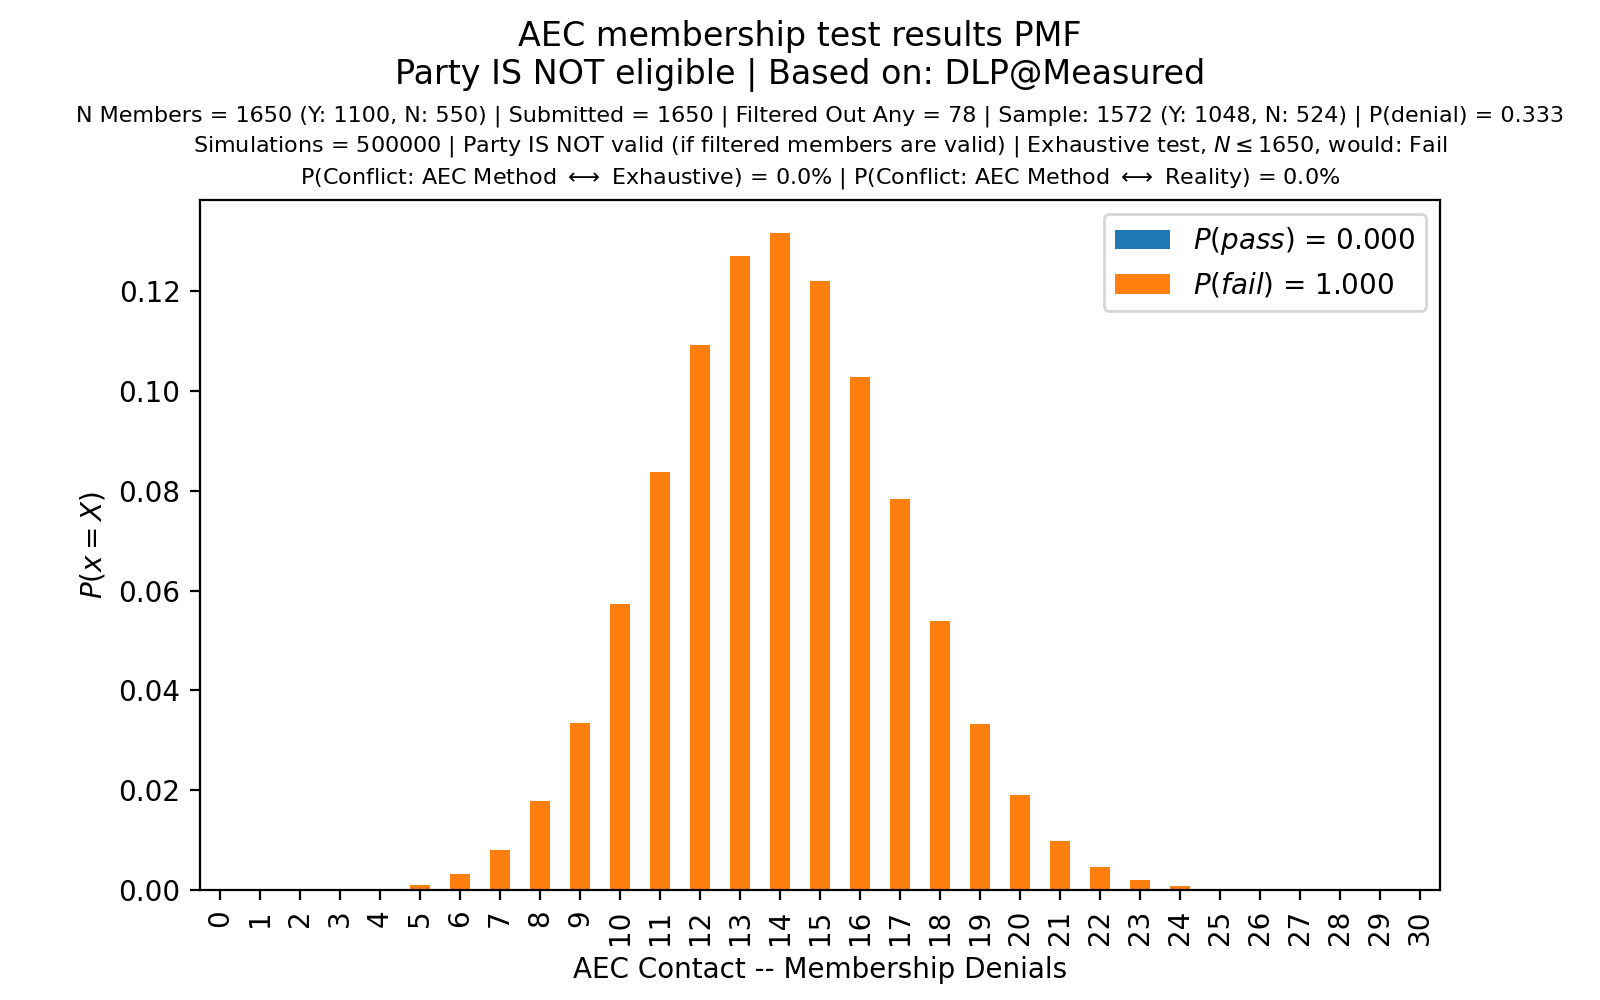 AEC membership test results PMF
Party IS NOT eligible | Based on: DLP@Measured
N Members = 1650 (Y: 1100, N: 550) | Submitted = 1650 | Filtered Out Any = 78 | Sample: 1572 (Y: 1048, N: 524) | P(denial) = 0.333
Simulations = 500000 | Party IS NOT valid (if filtered members are valid) | Exhaustive test, N ≤ 1650, would: Fail
P(Conflict: AEC Method ⟷ Exhaustive) = 0.0% | P(Conflict: AEC Method ⟷ Reality) = 0.0%
P(pass) = 0.000
P(fail) = 1.000
P(x = X)
0.12
0.10
0.08
0.06
0.04
0.02
0.00
0 1 2 3 4 5 6 7 8 9 10 11 12 13 14 15 16 17 18 19 20 21 22 23 24 25 26 27 28 29 30
AEC Contact -- Membership Denials